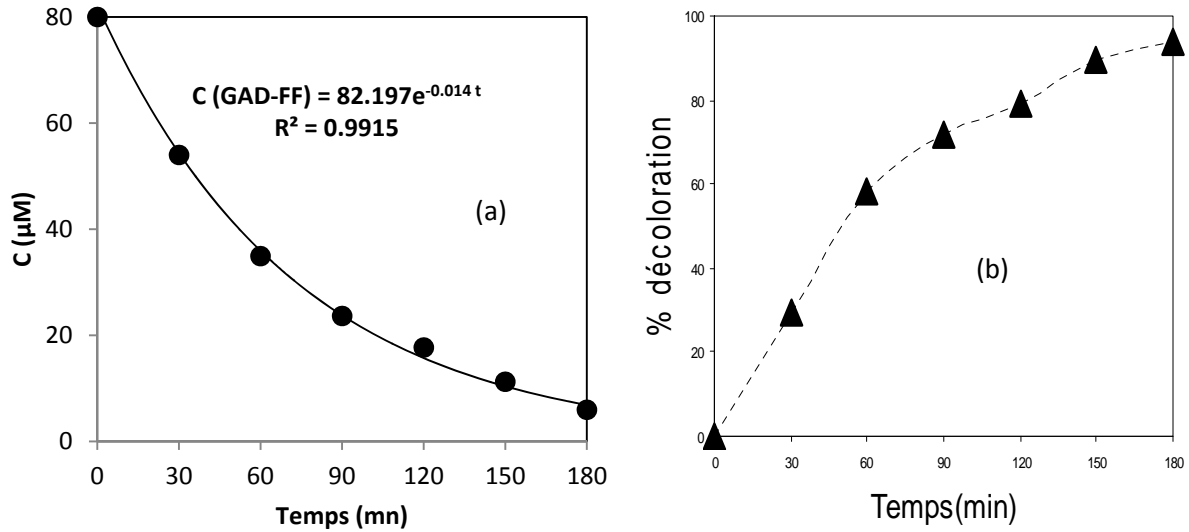 80
60
40
20
0
C (µM)
C (GAD-FF) = 82.197e^-0.014 t
R² = 0.9915
(a)
0 30 60 90 120 150 180
Temps (mn)
100
80
60
40
20
0
% décoloration
(b)
0 30 60 90 120 150 180
Temps(min)